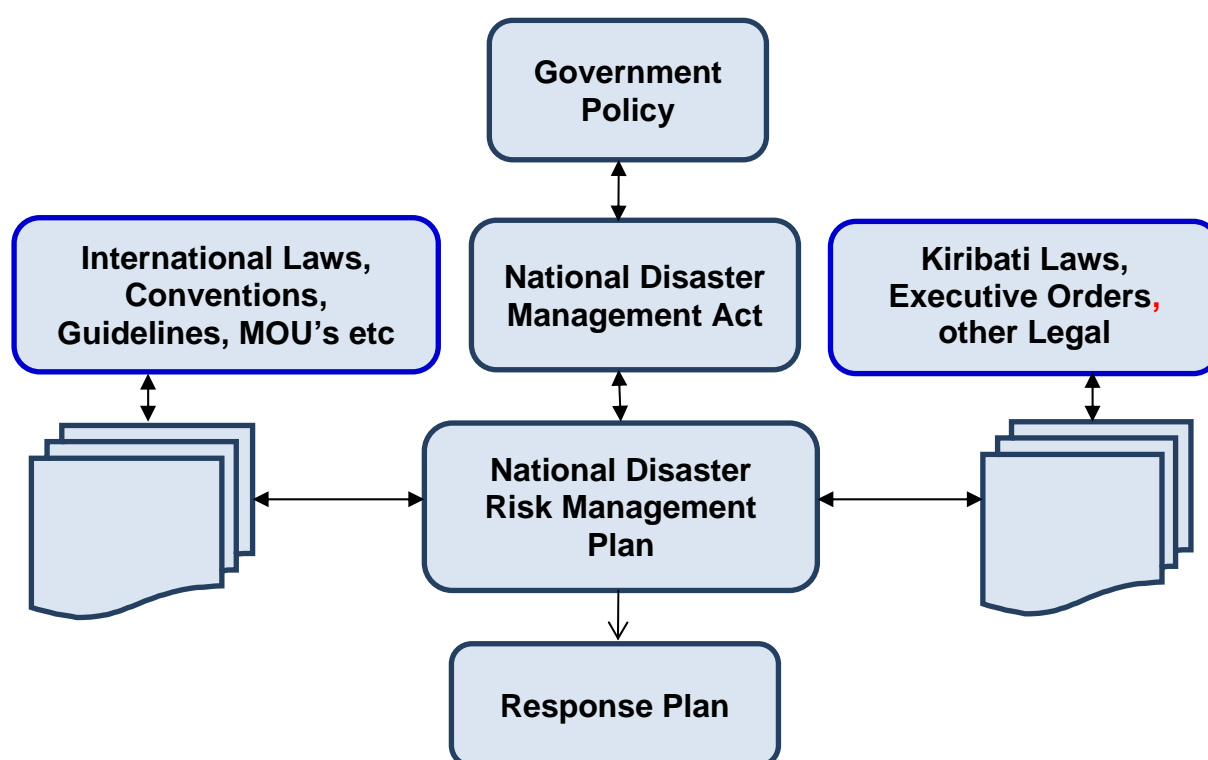 Government
Policy
International Laws,
Conventions,
Guidelines, MOU’s etc
National Disaster
Management Act
Kiribati Laws,
Executive Orders,
other Legal
National Disaster
Risk Management
Plan
Response Plan